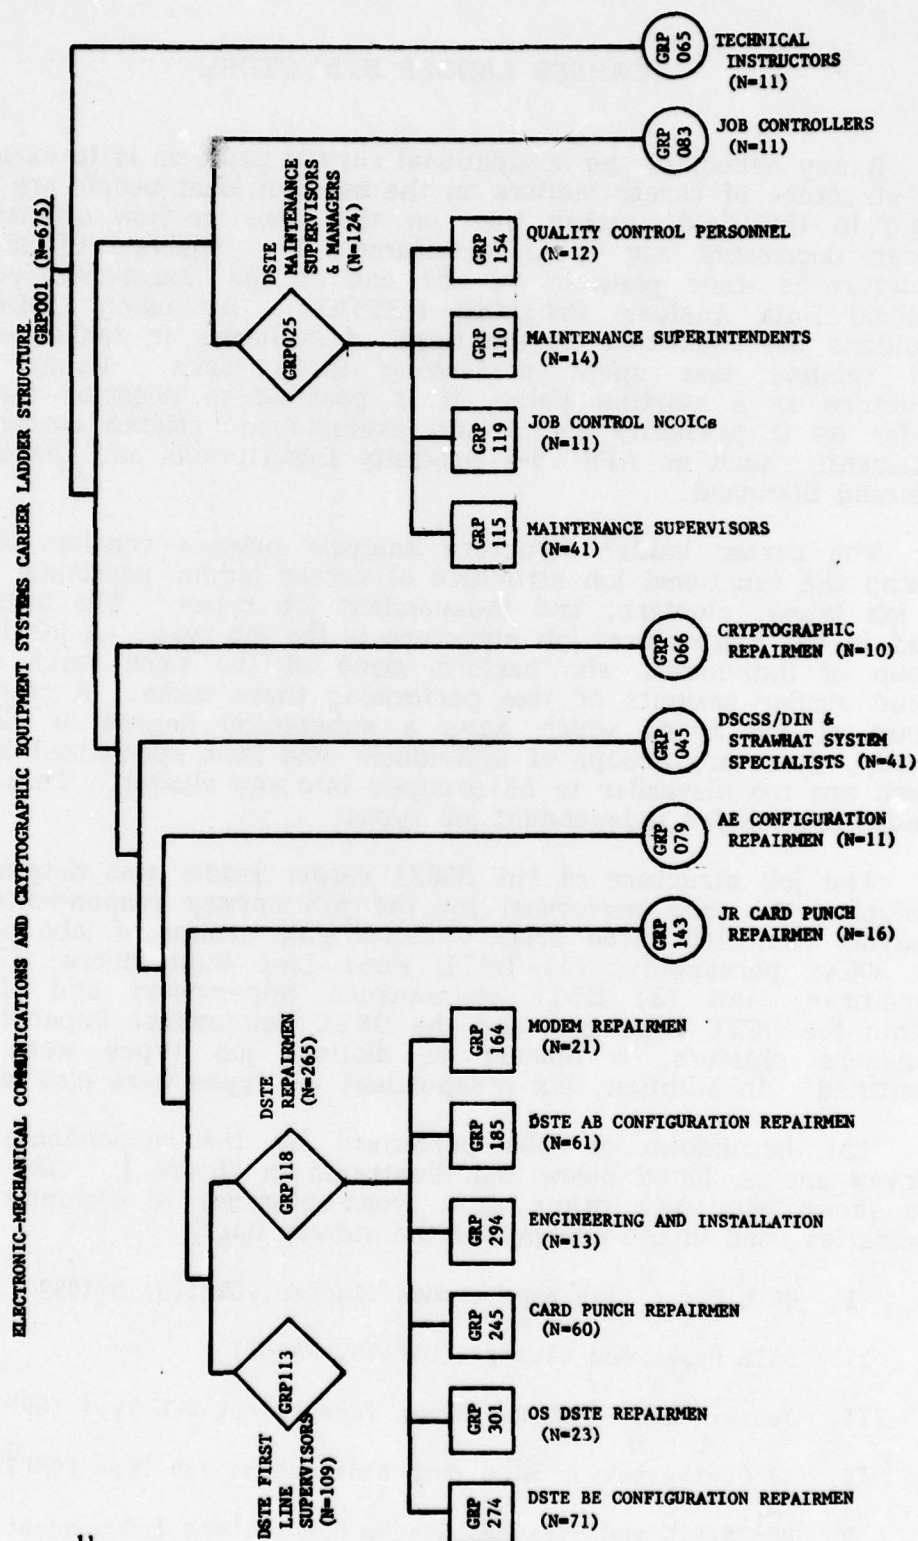 ELECTRONIC-MECHANICAL COMMUNICATIONS AND CRYPTOGRAPHIC EQUIPMENT SYSTEMS CAREER LADDER STRUCTURE
GRP001 (N=675)
GRP
065
TECHNICAL
INSTRUCTORS
(N=11)
GRP
083
JOB CONTROLLERS
(N=11)
DSTE
MAINTENANCE
SUPERVISORS
& MANAGERS
(N=124)
GRP025
GRP
154
QUALITY CONTROL PERSONNEL
(N=12)
GRP
110
MAINTENANCE SUPERINTENDENTS
(N=14)
GRP
119
JOB CONTROL NCOICs
(N=11)
GRP
115
MAINTENANCE SUPERVISORS
(N=41)
GRP
066
CRYPTOGRAPHIC
REPAIRMEN (N=10)
GRP
045
DSCSS/DIN &
STRAWHAT SYSTEM
SPECIALISTS (N=41)
GRP
079
AE CONFIGURATION
REPAIRMEN (N=11)
GRP
143
JR CARD PUNCH
REPAIRMEN (N=16)
DSTE
REPAIRMEN
(N=265)
GRP118
GRP
164
MODEM REPAIRMEN
(N=21)
GRP
185
DSTE AB CONFIGURATION REPAIRMEN
(N=61)
GRP
294
ENGINEERING AND INSTALLATION
(N=13)
GRP
245
CARD PUNCH REPAIRMEN
(N=60)
GRP
301
OS DSTE REPAIRMEN
(N=23)
GRP
274
DSTE BE CONFIGURATION REPAIRMEN
(N=71)
DSTE FIRST
LINE
SUPERVISORS
(N=109)
GRP113